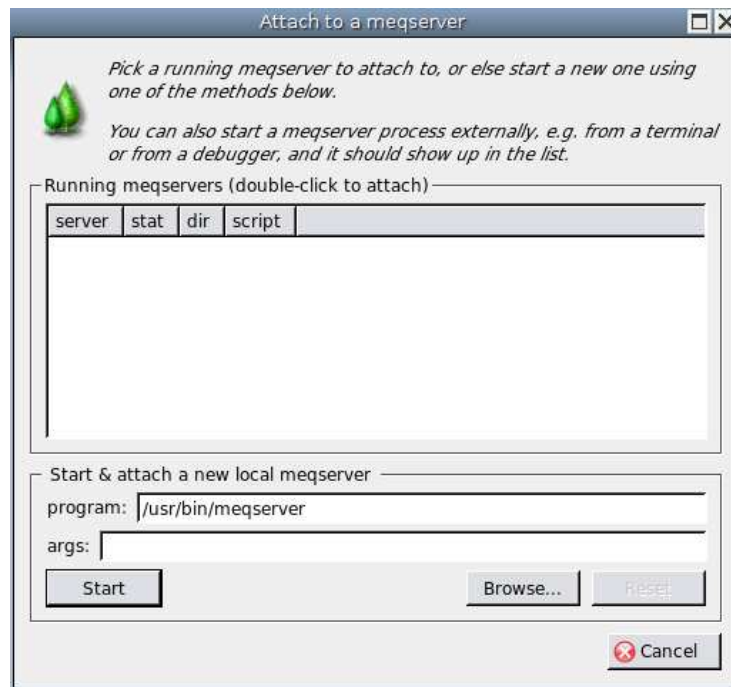 Attach to a meqserver
Pick a running meqserver to attach to, or else start a new one using
one of the methods below.
You can also start a meqserver process externally, e.g. from a terminal
or from a debugger, and it should show up in the list.
Running meqservers (double-click to attach)
server stat dir script
Start & attach a new local meqserver
program: /usr/bin/meqserver
args:
Start Browse... Reset
Cancel